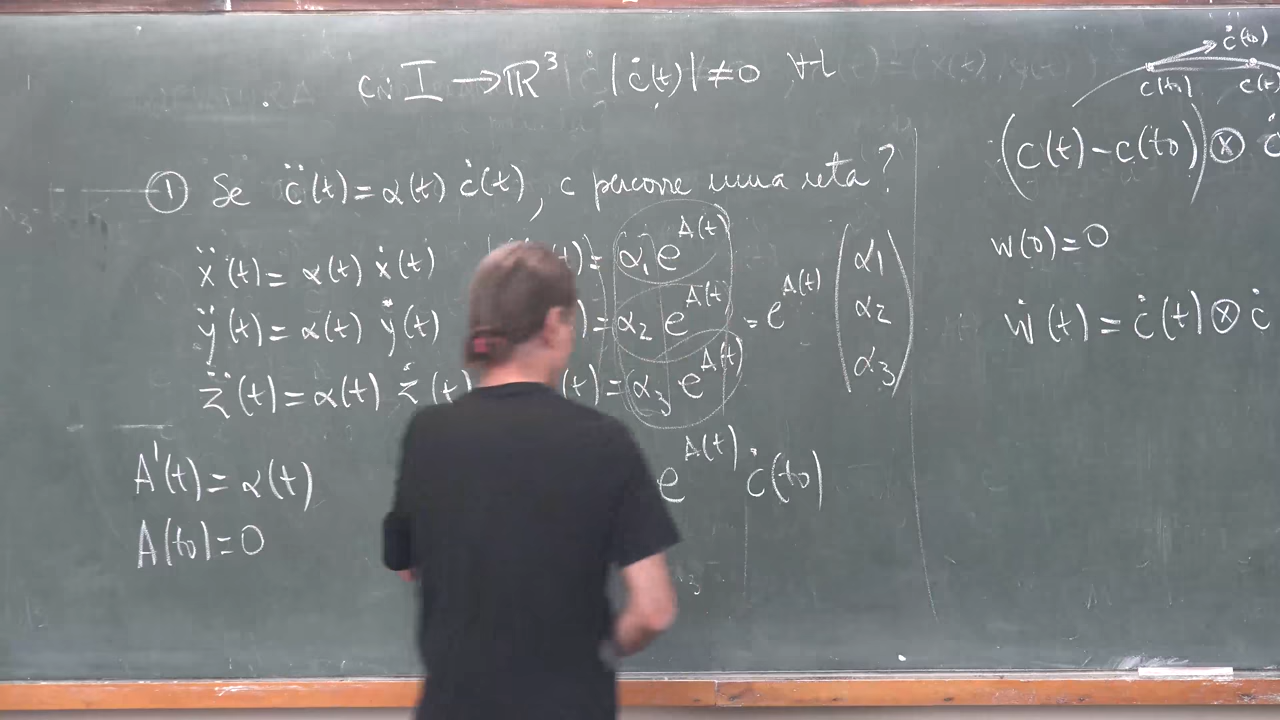 c: I → ℝ³ |ċ(t)| ≠ 0 ∀t
① Se c̈(t) = α(t) ċ(t), c percorre uma reta?
ẍ(t) = α(t) ẋ(t) (t) = α₁ e^{A(t)}
ÿ(t) = α(t) ẏ(t) = α₂ e^{A(t)} = e^{A(t)} (α₁ α₂ α₃)
z̈(t) = α(t) ż(t) (t) = α₃ e^{A(t)}
A'(t) = α(t) e^{A(t)} ċ(t₀)
A(t₀) = 0
ċ(t₀)
c(t₀) c(t)
(c(t) - c(t₀)) ⊗ ċ
w(0) = 0
ẇ(t) = ċ(t) ⊗ ċ